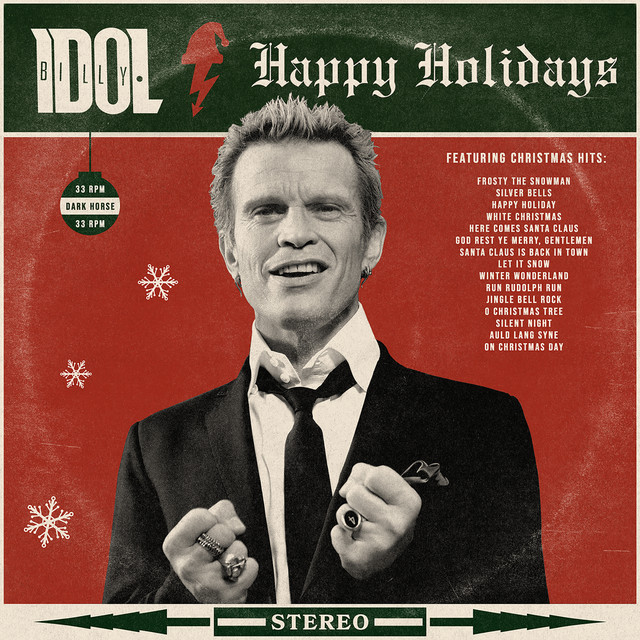 BILLY
IDOL
Happy Holidays
33 RPM
DARK HORSE
33 RPM
FEATURING CHRISTMAS HITS:
FROSTY THE SNOWMAN
SILVER BELLS
HAPPY HOLIDAY
WHITE CHRISTMAS
HERE COMES SANTA CLAUS
GOD REST YE MERRY, GENTLEMEN
SANTA CLAUS IS BACK IN TOWN
LET IT SNOW
WINTER WONDERLAND
RUN RUDOLPH RUN
JINGLE BELL ROCK
O CHRISTMAS TREE
SILENT NIGHT
AULD LANG SYNE
ON CHRISTMAS DAY
STEREO